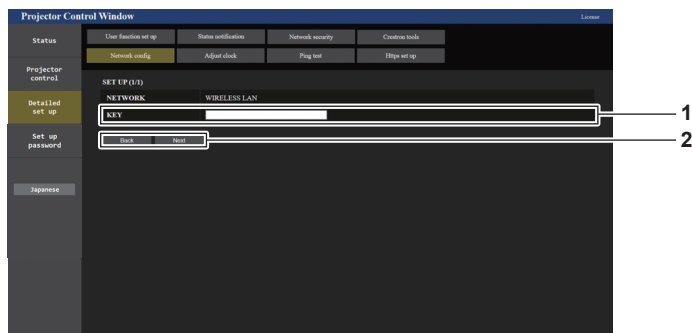 Projector Control Window
License
Status
User function set up
Status notification
Network security
Crestron tools
Network config
Adjust clock
Ping test
Https set up
Projector
control
SET UP (1/1)
NETWORK WIRELESS LAN
Detailed
set up
KEY
1
Back Next
2
Set up
password
Japanese